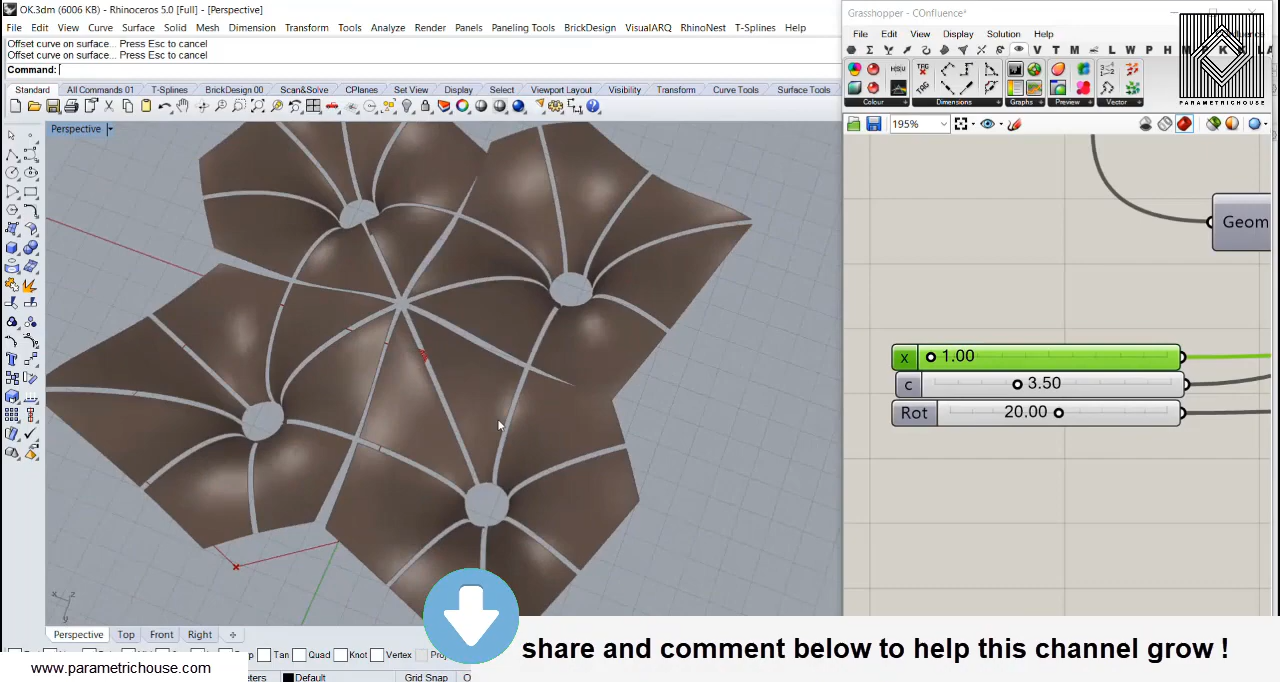 OK.3dm (6006 KB) - Rhinoceros 5.0 [Full] - [Perspective]
File Edit View Curve Surface Solid Mesh Dimension Transform Tools Analyze Render Panels Paneling Tools BrickDesign VisualARQ RhinoNest T-Splines Help
Offset curve on surface... Press Esc to cancel
Offset curve on surface... Press Esc to cancel
Command:
Standard All Commands 01 T-Splines BrickDesign 00 Scan&Solve CPlanes Set View Display Select Viewport Layout Visibility Transform Curve Tools Surface Tools
Perspective
Grasshopper - COnfluence*
File Edit View Display Solution Help
V T M L W P H
TAG
HSV
TAG
Colour Dimensions Graphs Preview Vector
PARAMETRICHOUSE
195%
Geom
x 1.00
c 3.50
Rot 20.00
x z y
Perspective Top Front Right
Tan Quad Knot Vertex
Default Grid Snap
www.parametrichouse.com
share and comment below to help this channel grow !